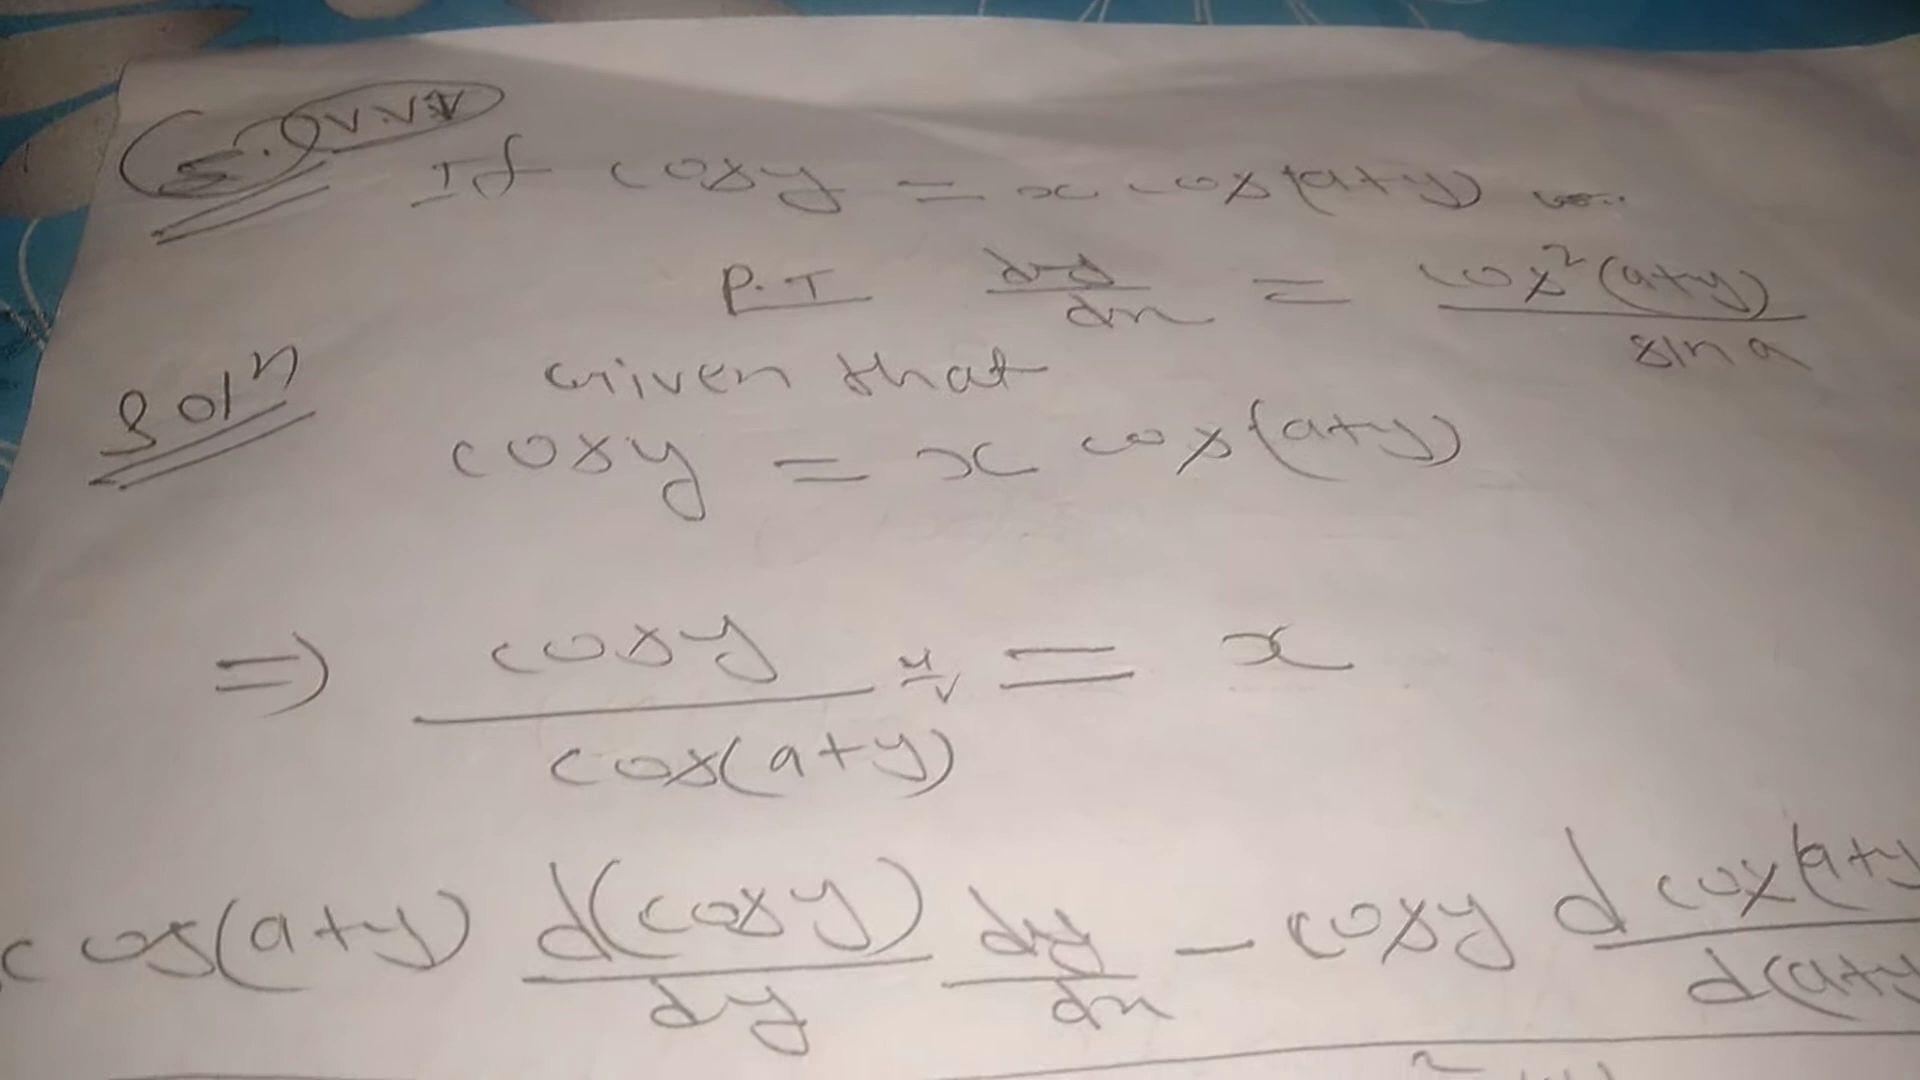 5. Q V.V.I
If cos y = x cos(a+y)
P.T dy/dx = cos²(a+y)/sin a
Solⁿ Given that
cos y = x cos(a+y)
=> cos y / cos(a+y) u/v = x
cos(a+y) d(cos y)/dy dy/dx - cos y d cos(a+y / d(a+y